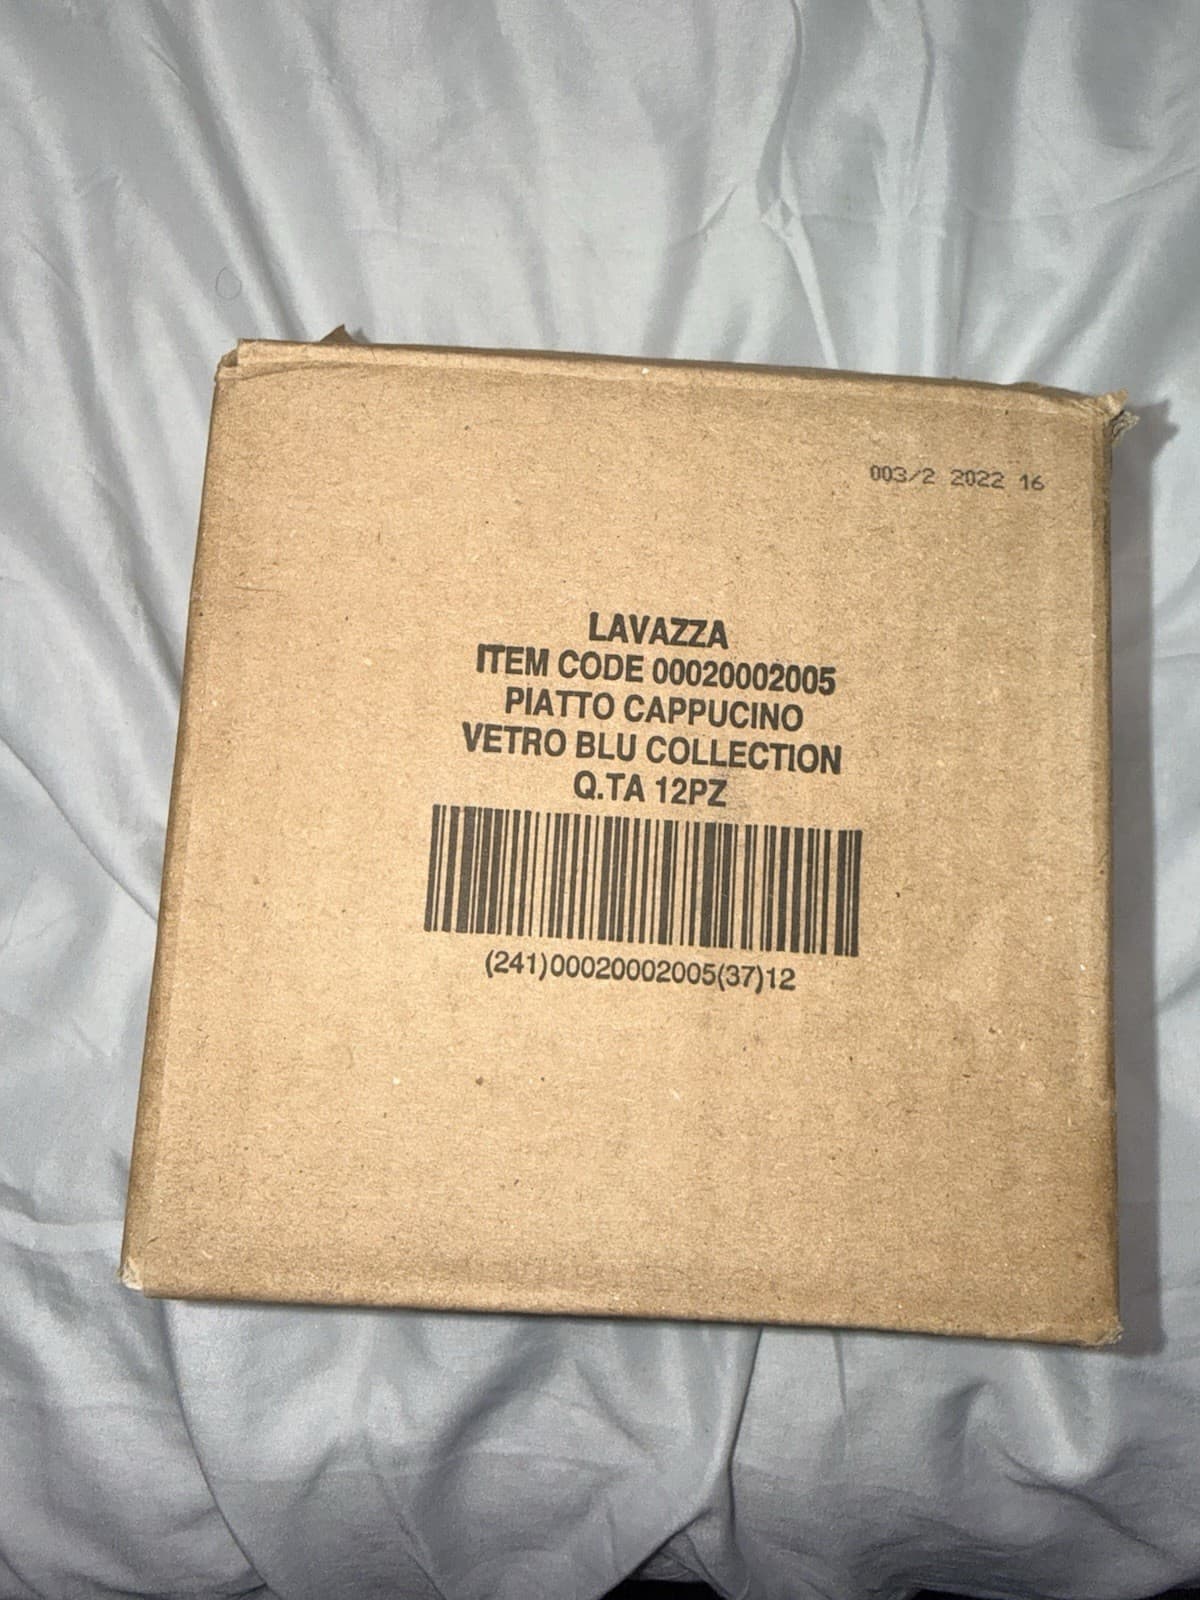 003/2 2022 16
LAVAZZA
ITEM CODE 00020002005
PIATTO CAPPUCINO
VETRO BLU COLLECTION
Q.TA 12PZ
(241)00020002005(37)12